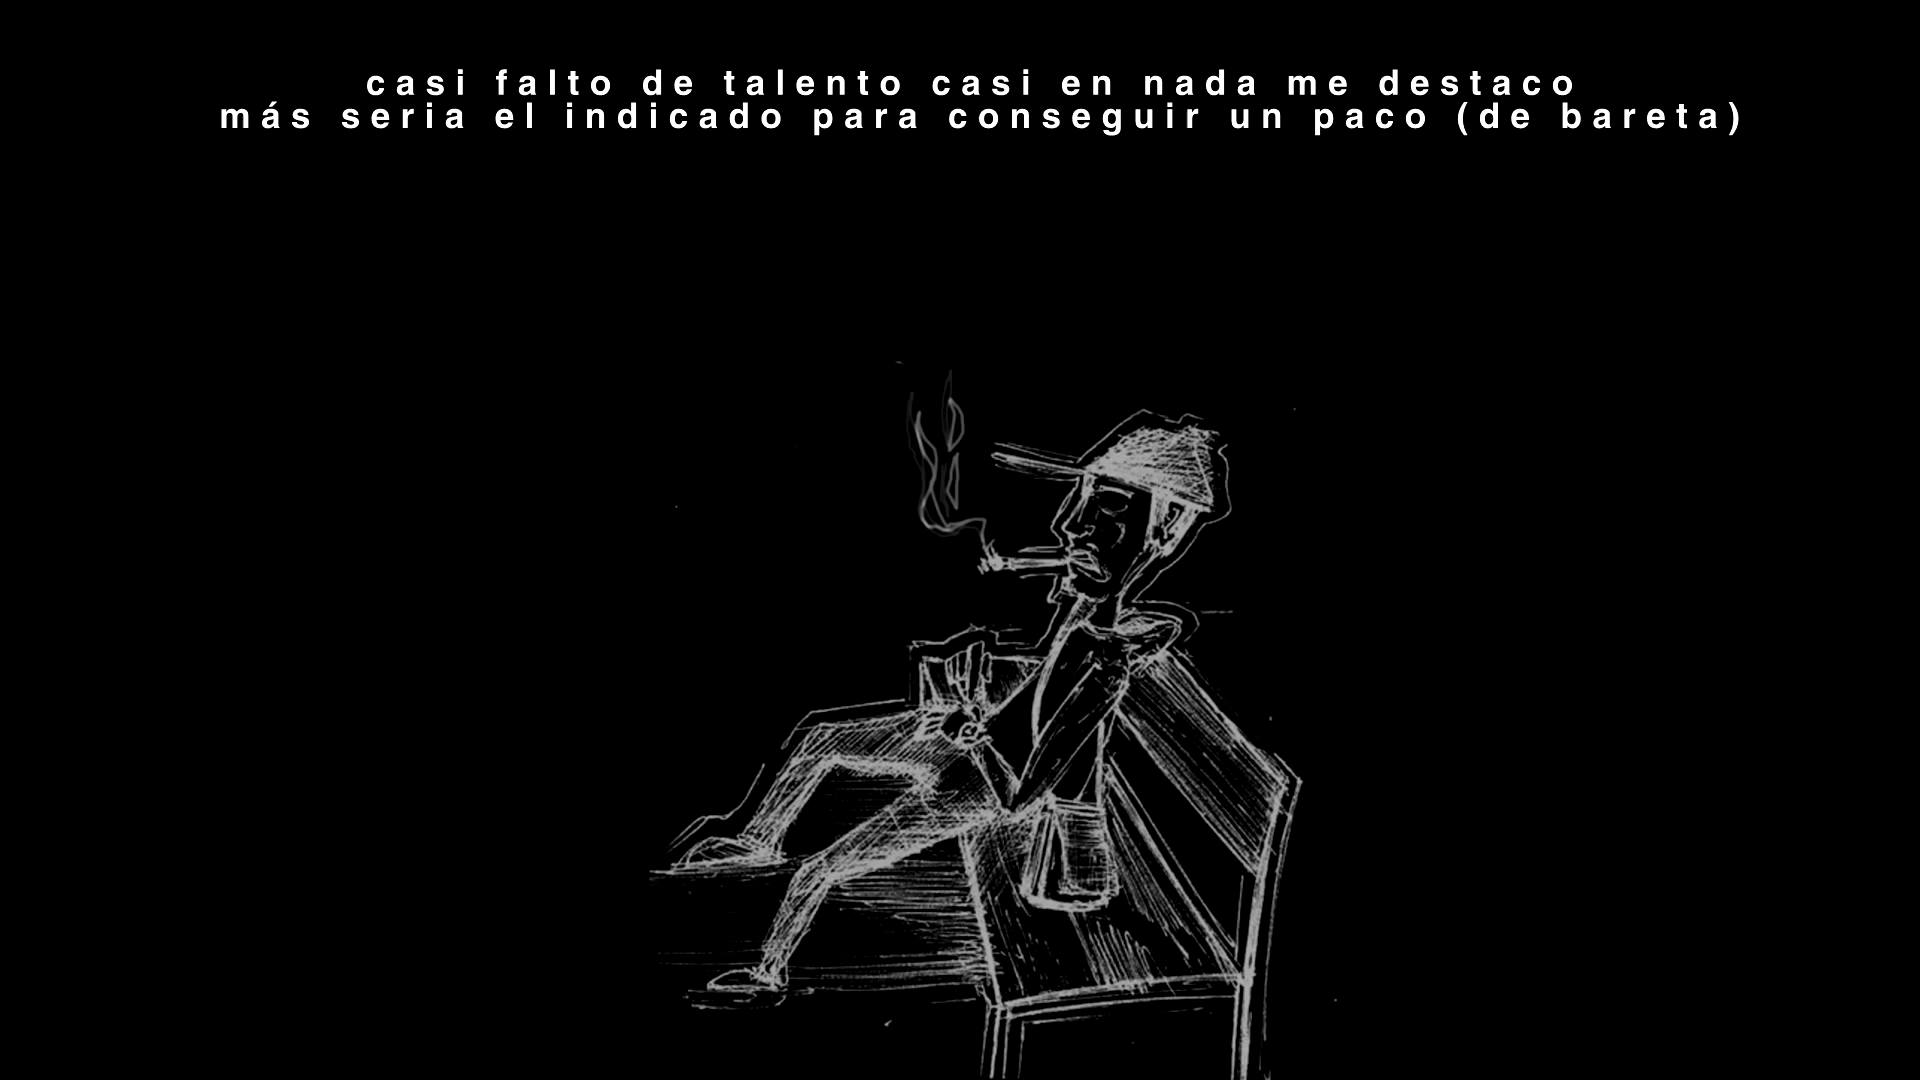 casi falto de talento casi en nada me destaco
más seria el indicado para conseguir un paco (de bareta)